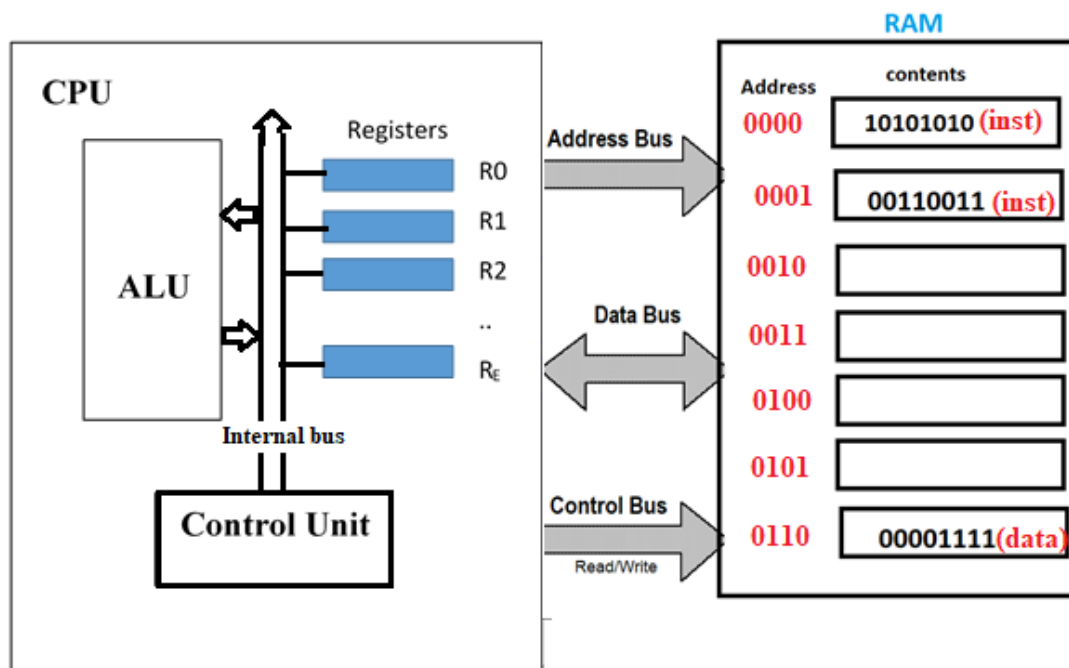 RAM
CPU
Registers
Address contents
0000 10101010 (inst)
Address Bus
R0
0001 00110011 (inst)
R1
ALU
R2
0010
..
Data Bus
0011
RE
0100
Internal bus
0101
Control Unit
Control Bus
0110 00001111(data)
Read/Write